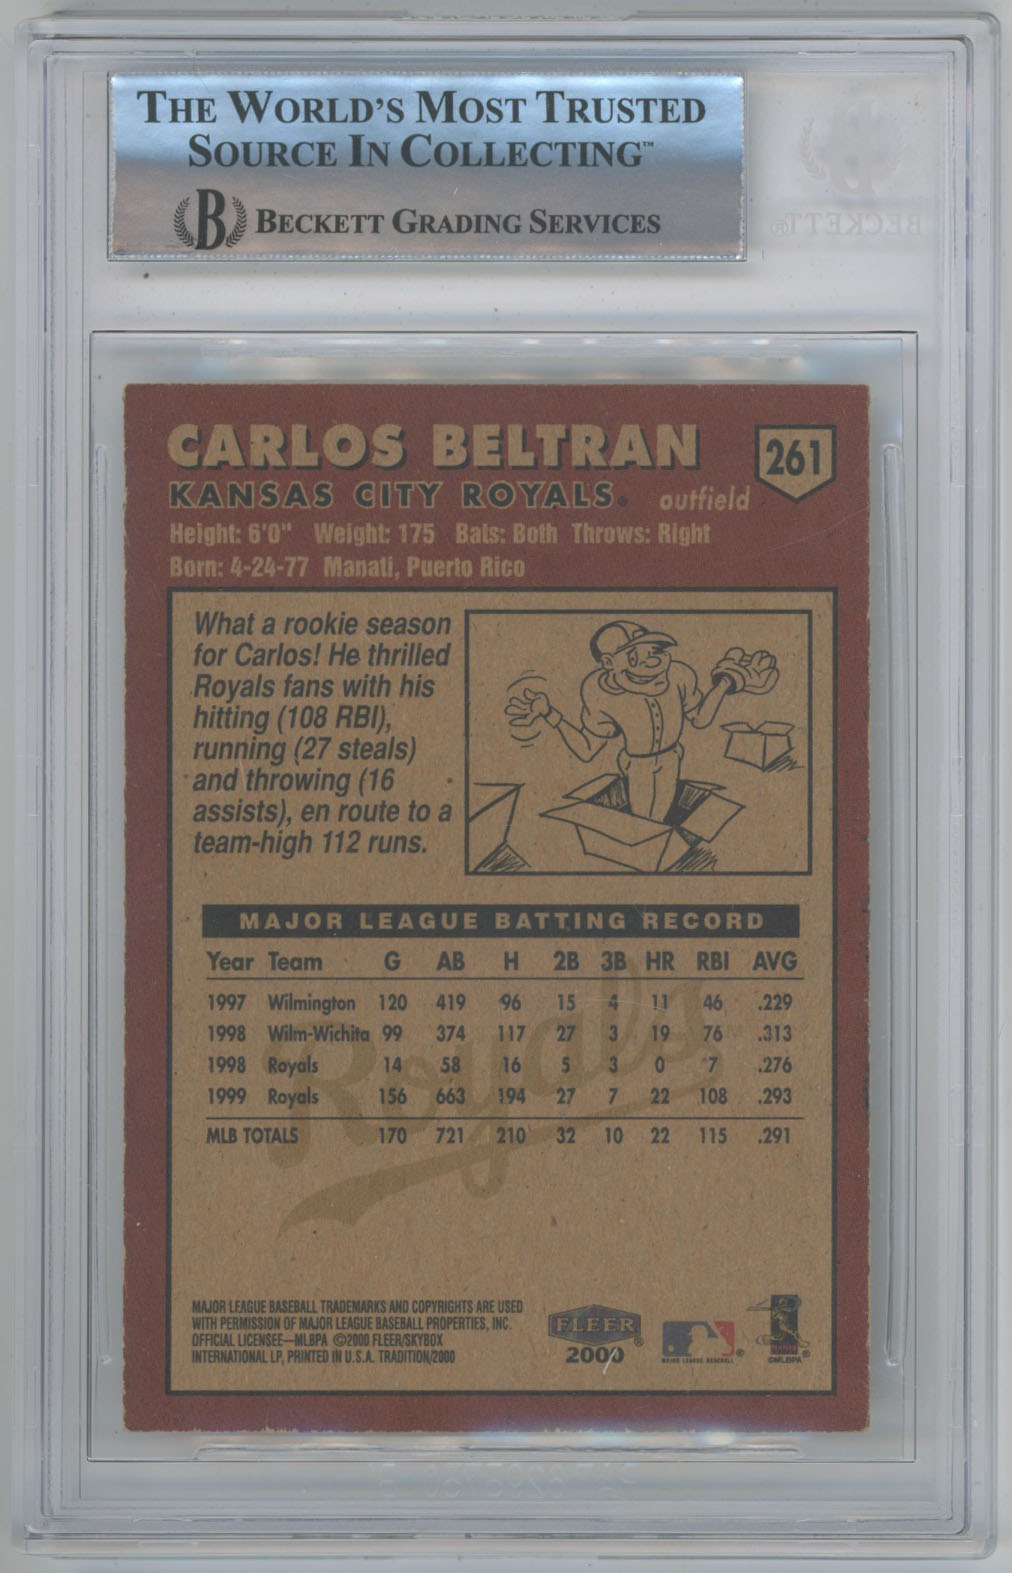 THE WORLD'S MOST TRUSTED
SOURCE IN COLLECTING™
B BECKETT GRADING SERVICES
BECKETT®
CARLOS BELTRAN
261
KANSAS CITY ROYALS® outfield
Height: 6'0" Weight: 175 Bats: Both Throws: Right
Born: 4-24-77 Manati, Puerto Rico
What a rookie season
for Carlos! He thrilled
Royals fans with his
hitting (108 RBI),
running (27 steals)
and throwing (16
assists), en route to a
team-high 112 runs.
MAJOR LEAGUE BATTING RECORD
Year Team G AB H 2B 3B HR RBI AVG
1997 Wilmington 120 419 96 15 4 11 46 .229
1998 Wilm-Wichita 99 374 117 27 3 19 76 .313
1998 Royals 14 58 16 5 3 0 7 .276
1999 Royals 156 663 194 27 7 22 108 .293
MLB TOTALS 170 721 210 32 10 22 115 .291
Royals
MAJOR LEAGUE BASEBALL TRADEMARKS AND COPYRIGHTS ARE USED
WITH PERMISSION OF MAJOR LEAGUE BASEBALL PROPERTIES, INC.
OFFICIAL LICENSEE—MLBPA ©2000 FLEER/SKYBOX
INTERNATIONAL LP, PRINTED IN U.S.A. TRADITION/2000
FLEER®
2000
MAJOR LEAGUE BASEBALL®
©MLBPA